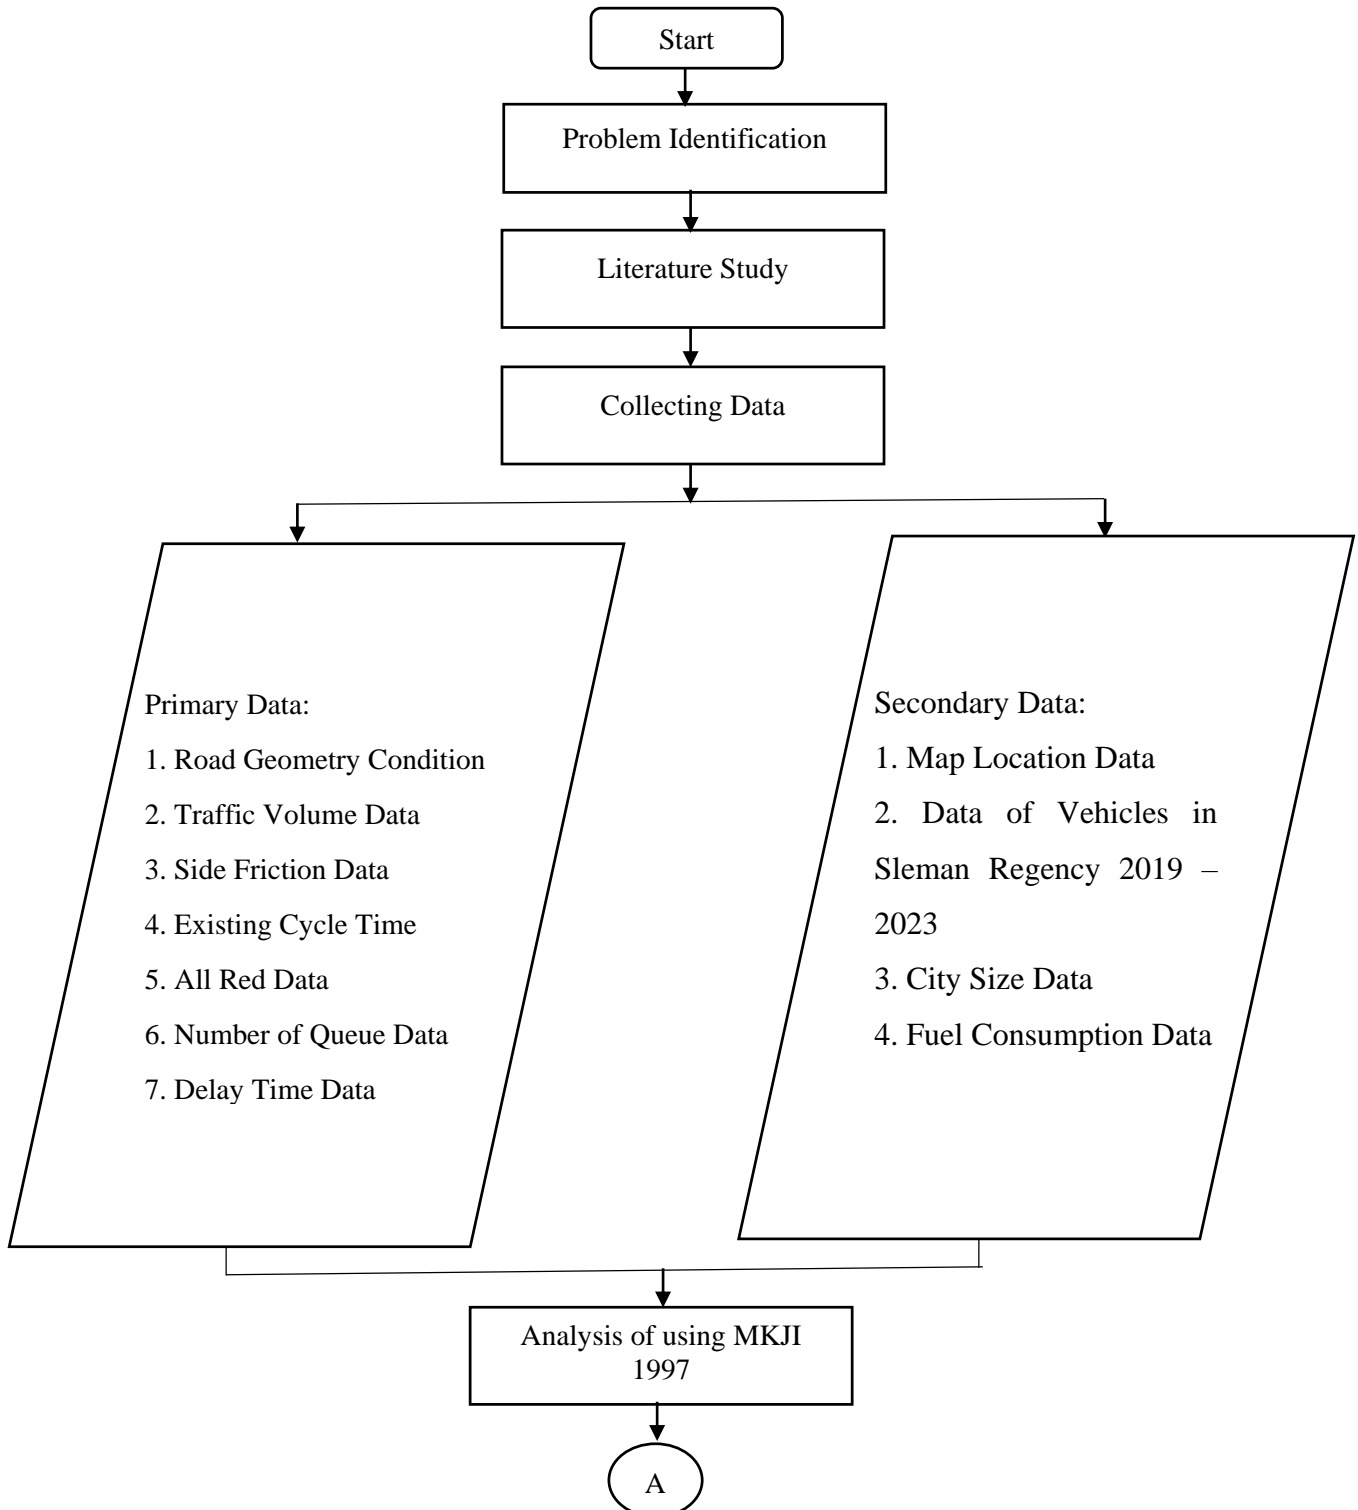 Start
Problem Identification
Literature Study
Collecting Data
Primary Data:
1. Road Geometry Condition
2. Traffic Volume Data
3. Side Friction Data
4. Existing Cycle Time
5. All Red Data
6. Number of Queue Data
7. Delay Time Data
Secondary Data:
1. Map Location Data
2. Data of Vehicles in
Sleman Regency 2019 –
2023
3. City Size Data
4. Fuel Consumption Data
Analysis of using MKJI
1997
A